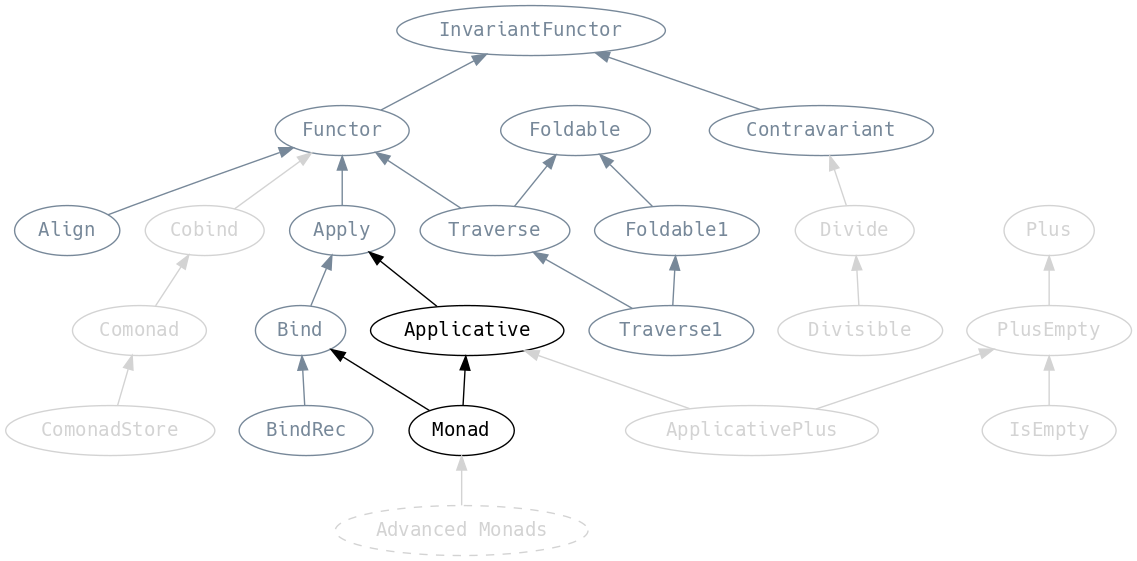 InvariantFunctor
Functor
Foldable
Contravariant
Align
Cobind
Apply
Traverse
Foldable1
Divide
Plus
Comonad
Bind
Applicative
Traverse1
Divisible
PlusEmpty
ComonadStore
BindRec
Monad
ApplicativePlus
IsEmpty
Advanced Monads